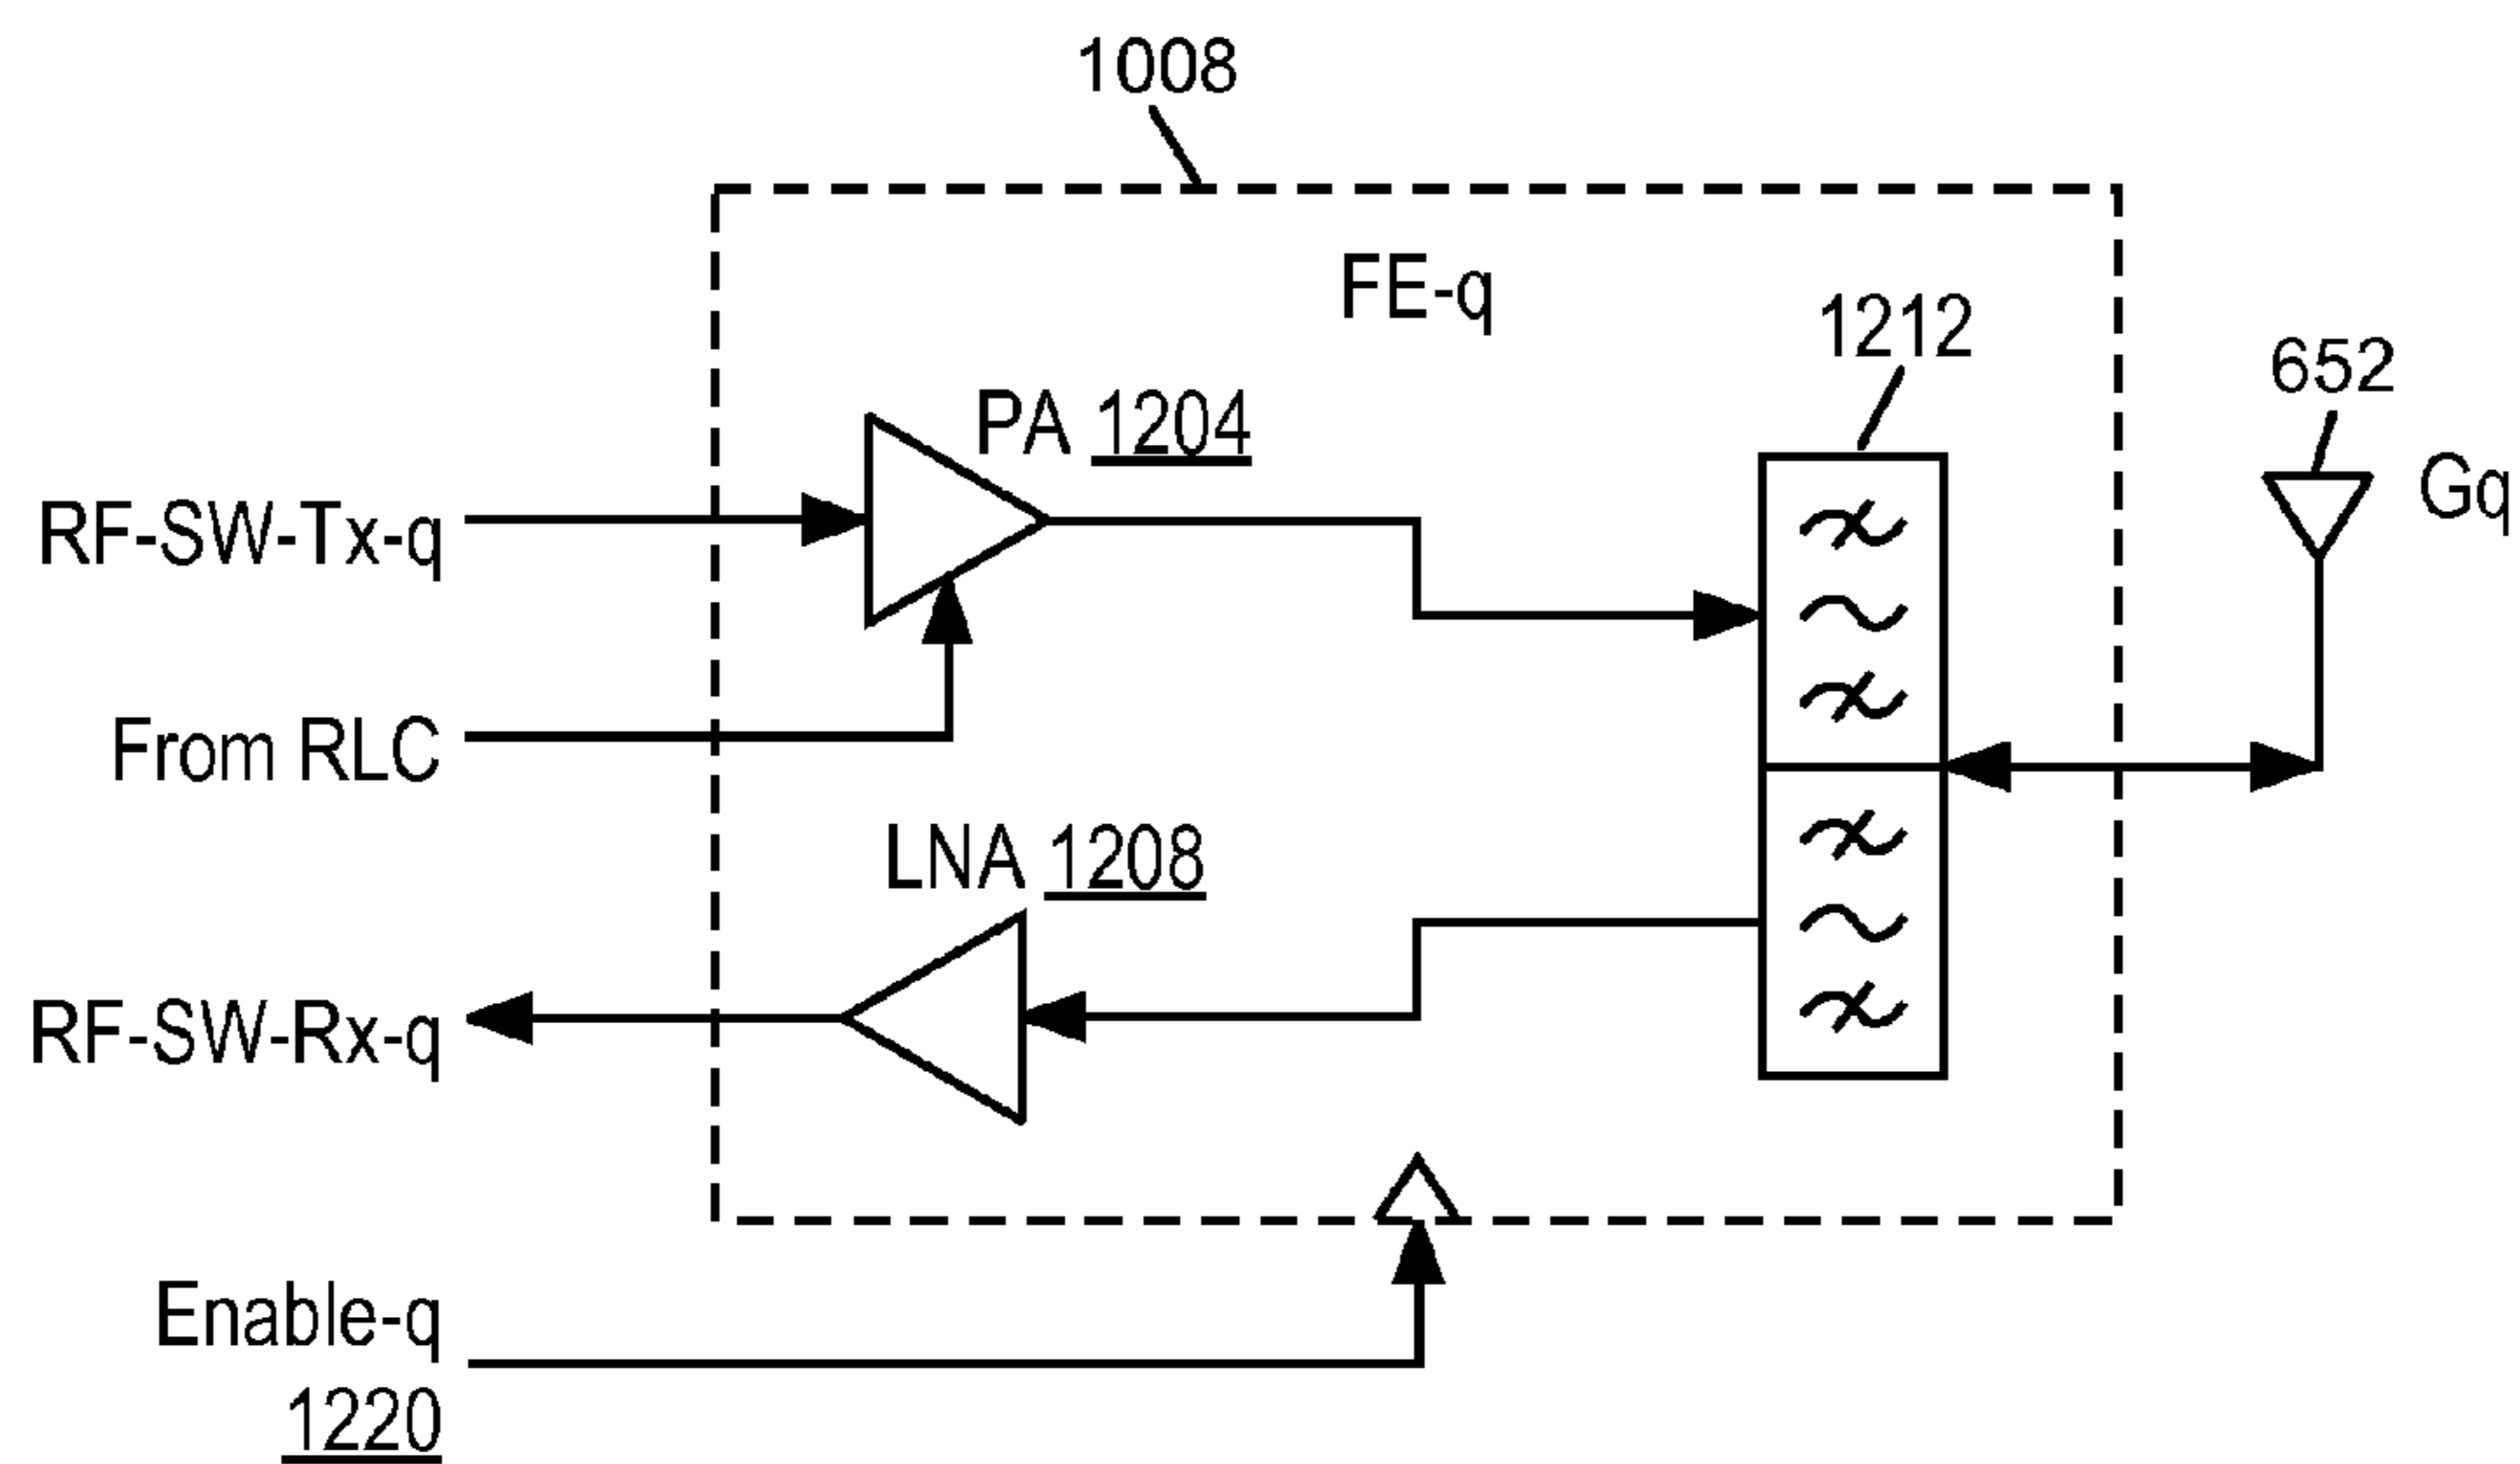 1008
FE-q
1212
652
Gq
PA 1204
RF-SW-Tx-q
From RLC
LNA 1208
RF-SW-Rx-q
Enable-q
1220